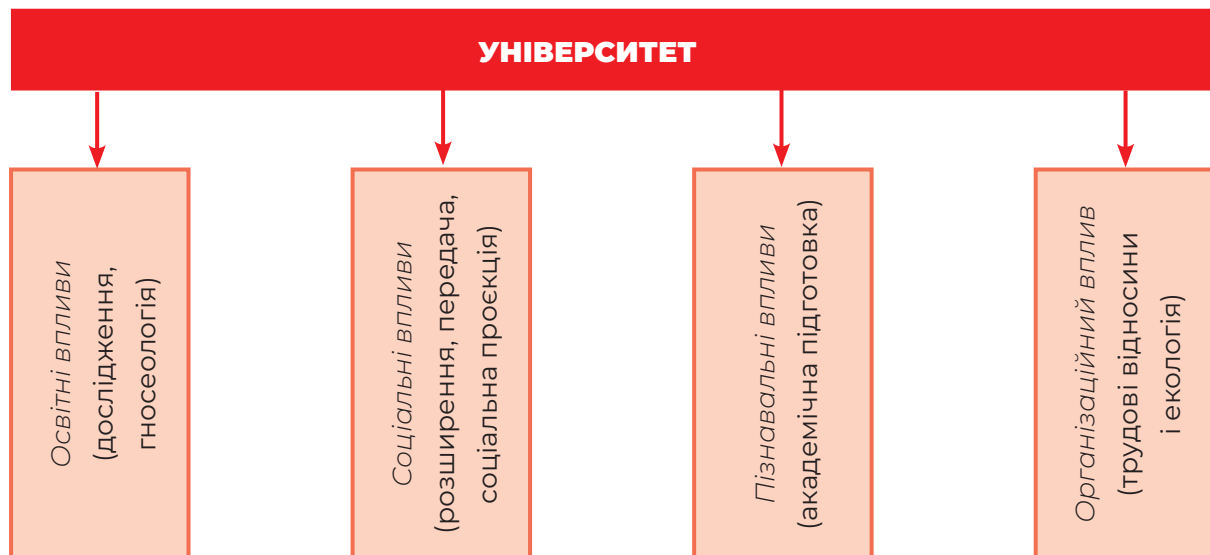 УНІВЕРСИТЕТ
Освітні впливи
(дослідження,
гносеологія)
Соціальні впливи
(розширення, передача,
соціальна проєкція)
Пізнавальні впливи
(академічна підготовка)
Організаційний вплив
(трудові відносини
і екологія)